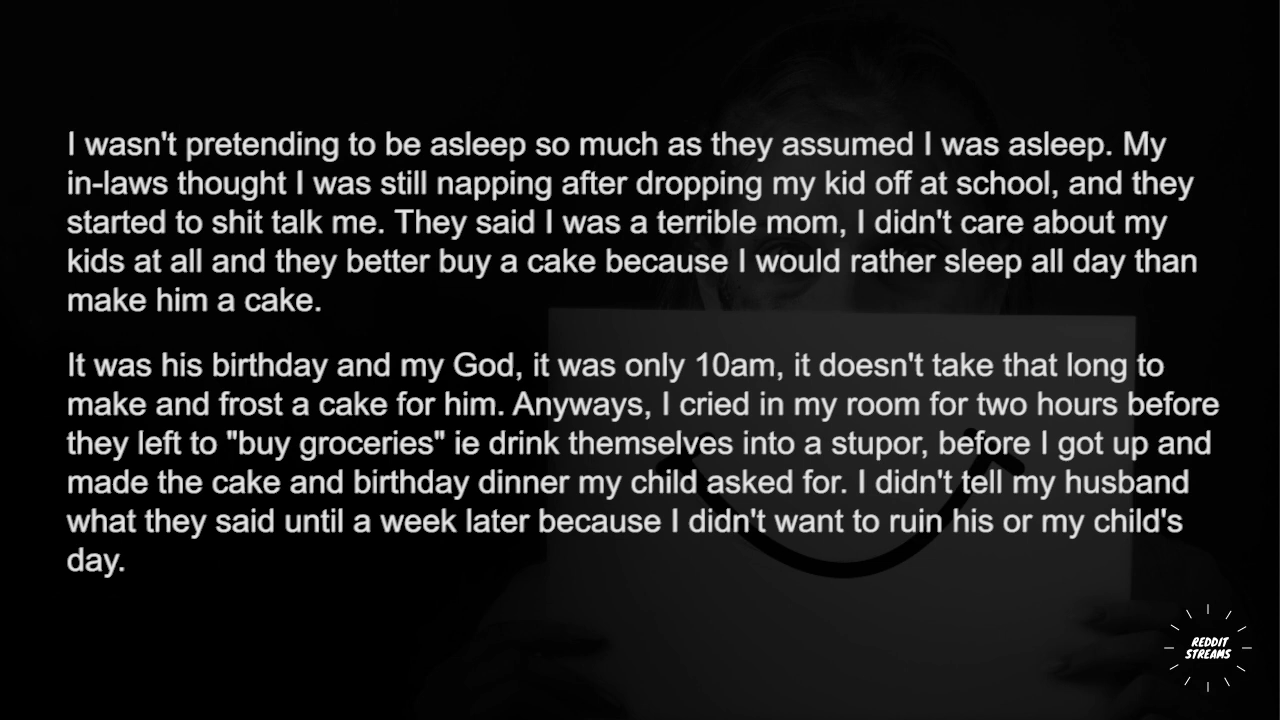 I wasn't pretending to be asleep so much as they assumed I was asleep. My
in-laws thought I was still napping after dropping my kid off at school, and they
started to shit talk me. They said I was a terrible mom, I didn't care about my
kids at all and they better buy a cake because I would rather sleep all day than
make him a cake.
It was his birthday and my God, it was only 10am, it doesn't take that long to
make and frost a cake for him. Anyways, I cried in my room for two hours before
they left to "buy groceries" ie drink themselves into a stupor, before I got up and
made the cake and birthday dinner my child asked for. I didn't tell my husband
what they said until a week later because I didn't want to ruin his or my child's
day.
REDDIT
STREAMS